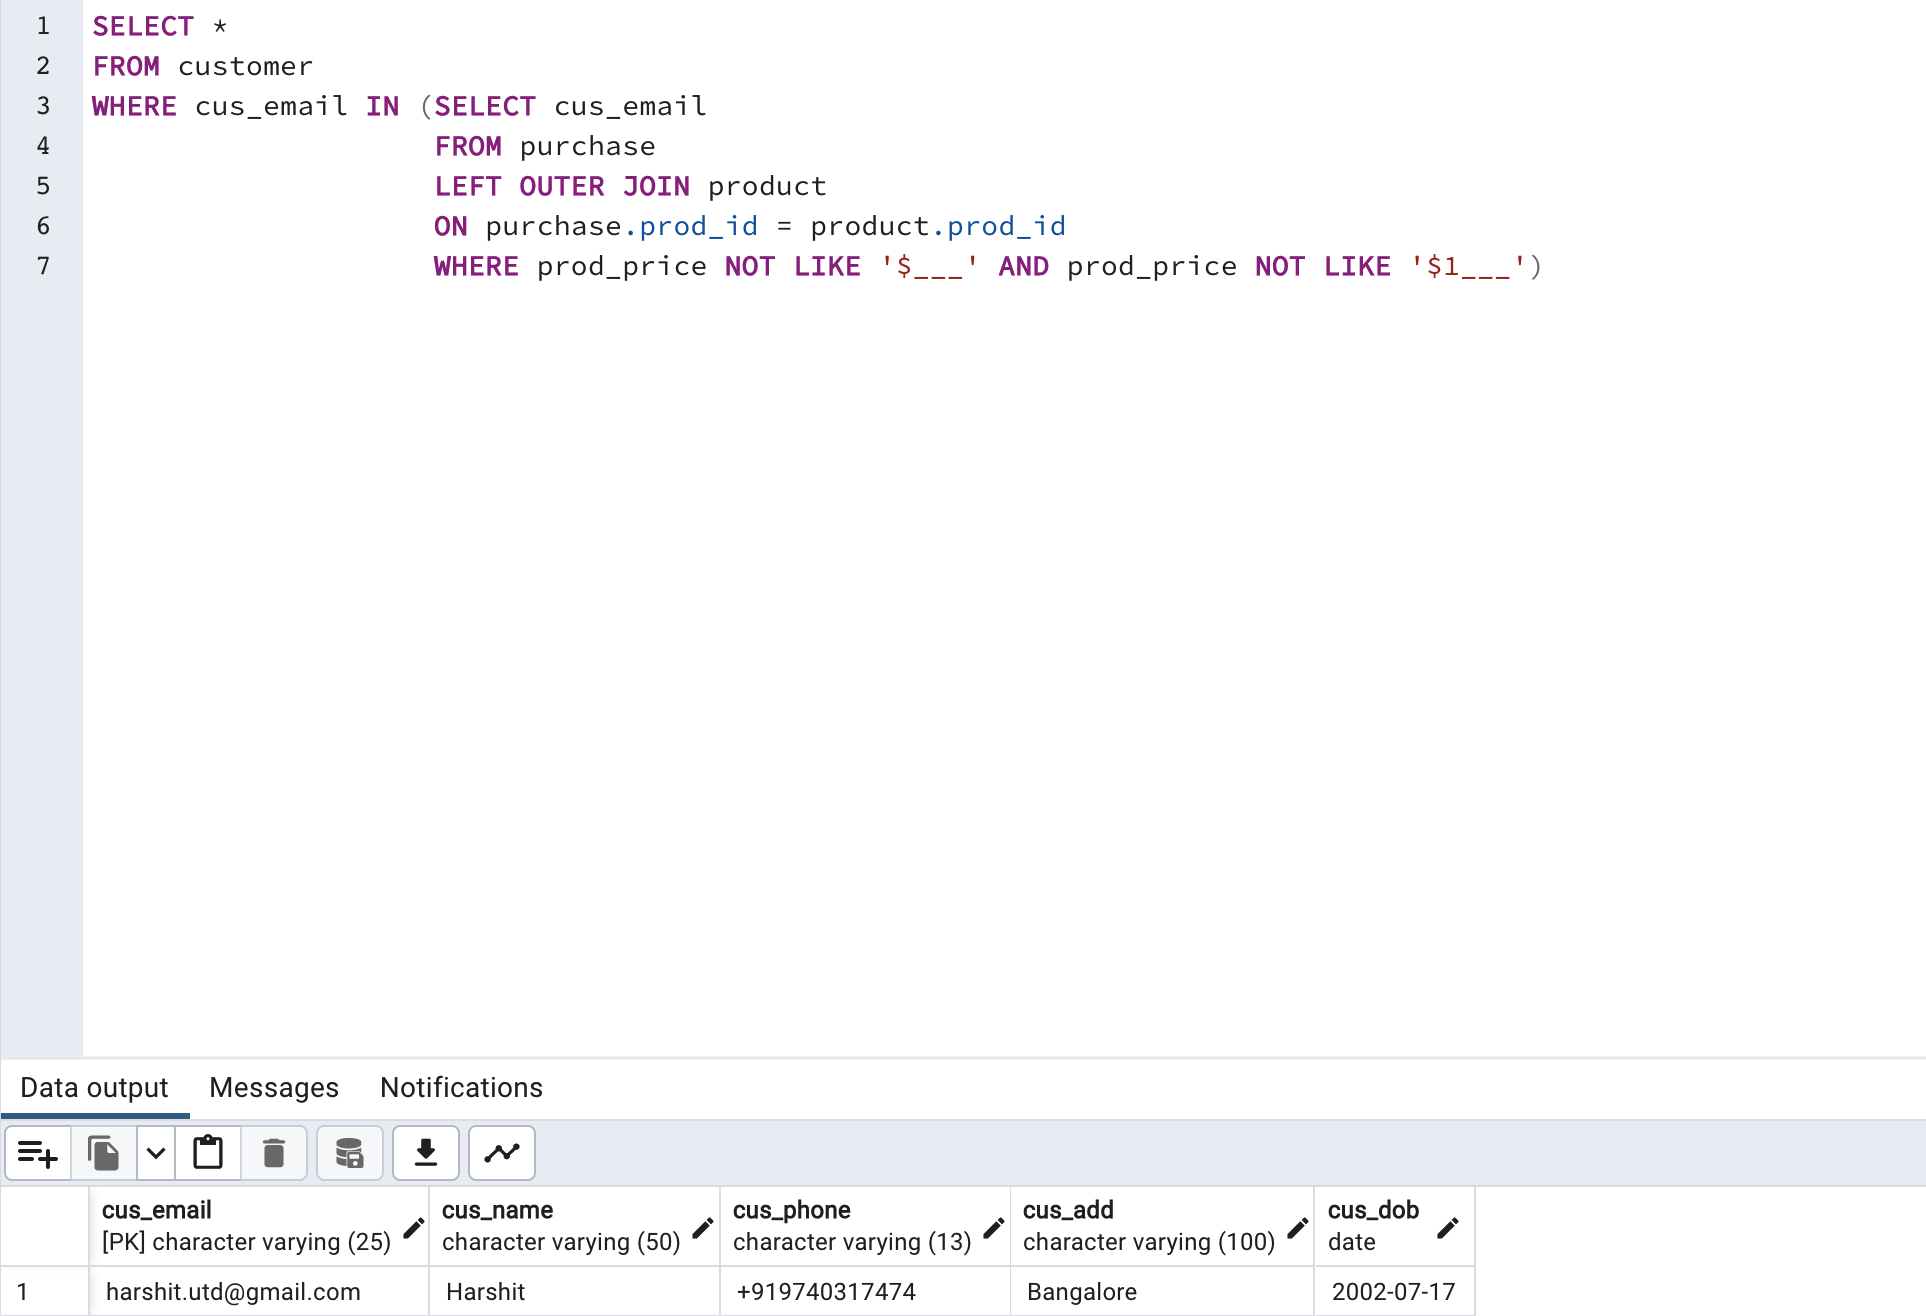 1 SELECT *
2 FROM customer
3 WHERE cus_email IN (SELECT cus_email
4 FROM purchase
5 LEFT OUTER JOIN product
6 ON purchase.prod_id = product.prod_id
7 WHERE prod_price NOT LIKE '$___' AND prod_price NOT LIKE '$1___')
Data output Messages Notifications
cus_email cus_name cus_phone cus_add cus_dob
[PK] character varying (25) character varying (50) character varying (13) character varying (100) date
1 harshit.utd@gmail.com Harshit +919740317474 Bangalore 2002-07-17